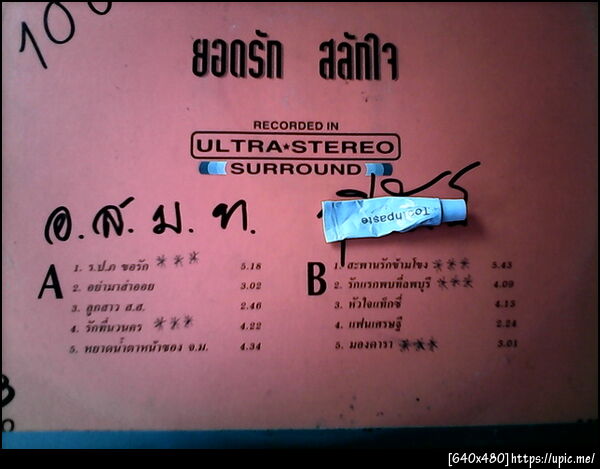 100
ยอดรัก สลักใจ
RECORDED IN
ULTRA★STEREO
SURROUND
อ.ส.ม.ท.
Toothpaste
A
1. ร.ป.ภ ขอรัก *** 5.18
2. อย่ามาสำออย 3.02
3. ลูกสาว ส.ส. 2.46
4. รักที่นวนคร *** 4.22
5. หยาดน้ำตาหน้าซอง จ.ม. 4.34
B
1. สะพานรักข้ามโขง *** 5.43
2. รักแรกพบที่ลพบุรี *** 4.09
3. หัวใจแท็กซี่ 4.15
4. แฟนเศรษฐี 2.24
5. มองดารา *** 3.01
[640x480]https://upic.me/